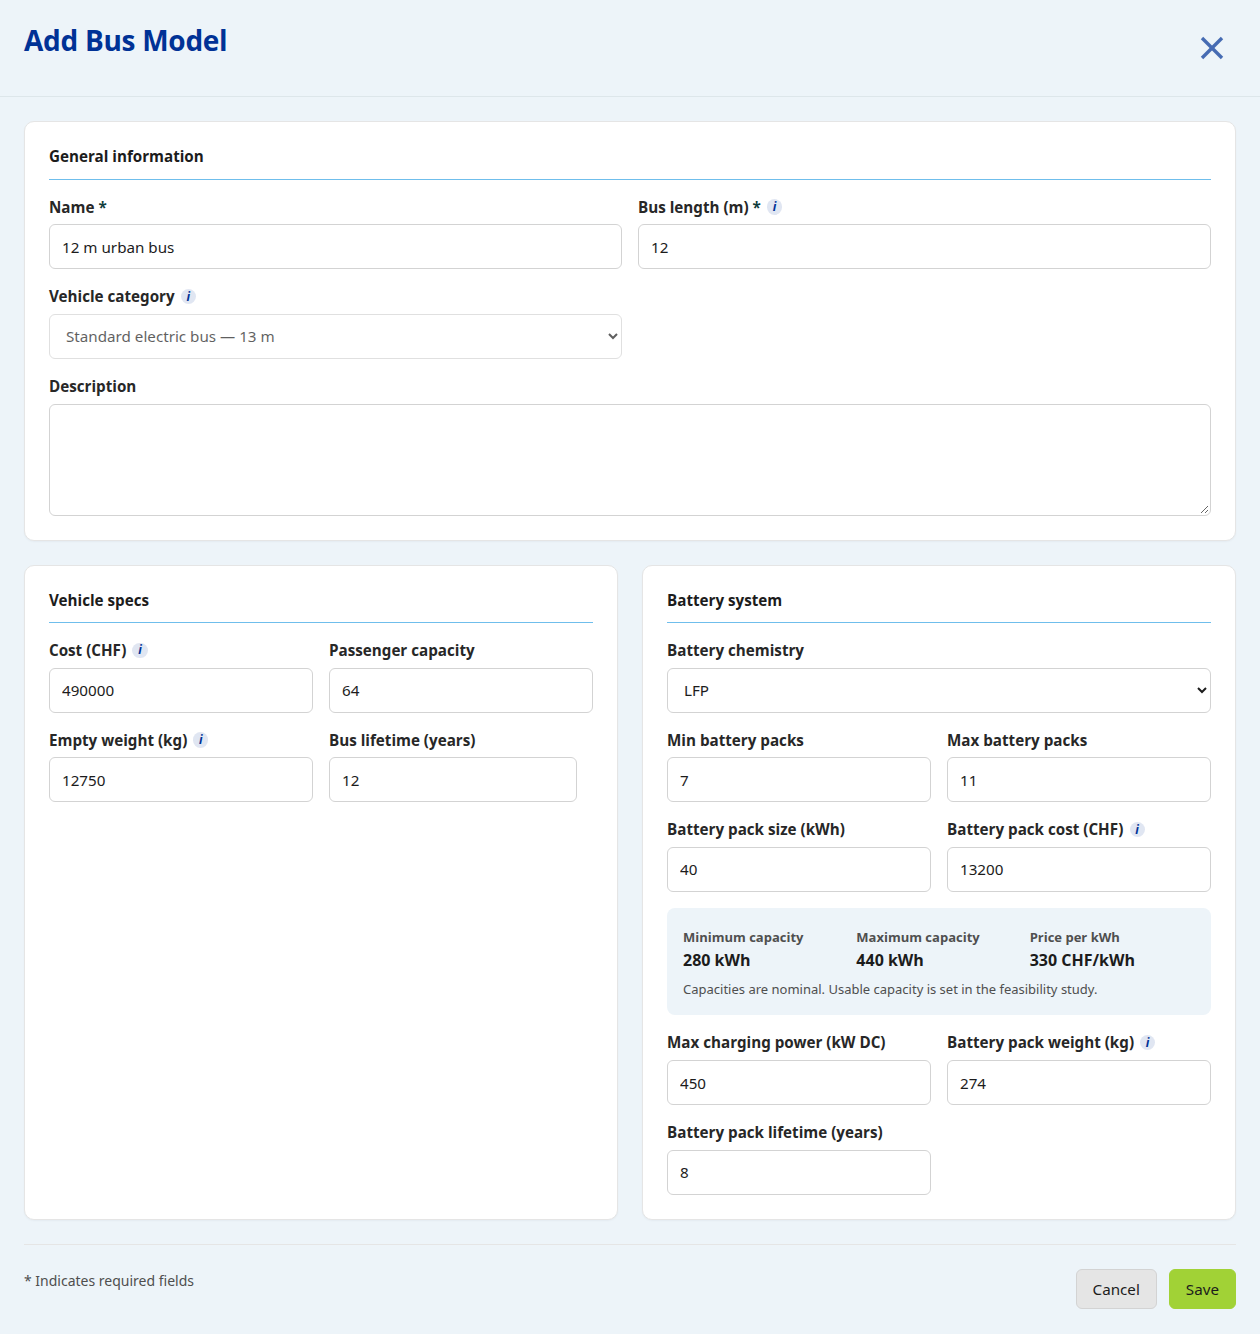 Add Bus Model
General information
Name *
Bus length (m) * i
12 m urban bus
12
Vehicle category i
Standard electric bus — 13 m
Description
Vehicle specs
Cost (CHF) i
Passenger capacity
490000
64
Empty weight (kg) i
Bus lifetime (years)
12750
12
Battery system
Battery chemistry
LFP
Min battery packs
Max battery packs
7
11
Battery pack size (kWh)
Battery pack cost (CHF) i
40
13200
Minimum capacity
Maximum capacity
Price per kWh
280 kWh
440 kWh
330 CHF/kWh
Capacities are nominal. Usable capacity is set in the feasibility study.
Max charging power (kW DC)
Battery pack weight (kg) i
450
274
Battery pack lifetime (years)
8
* Indicates required fields
Cancel
Save